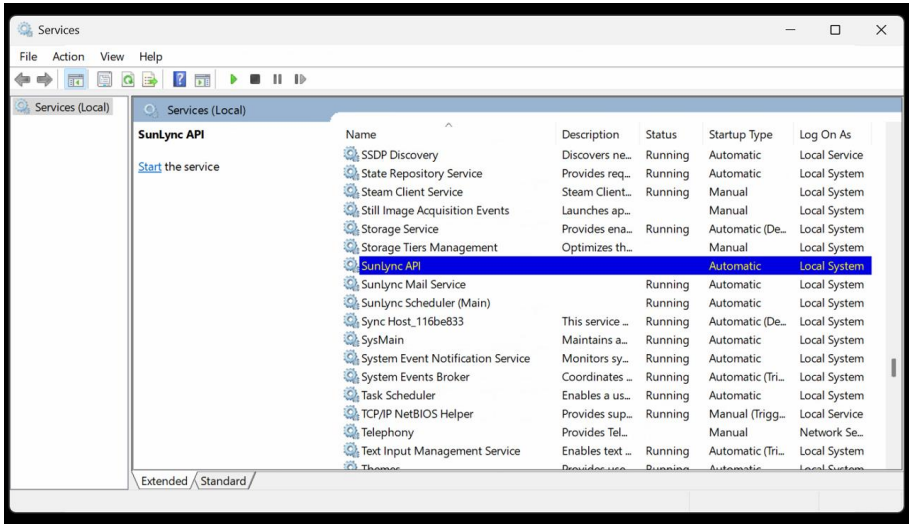 Services
File Action View Help
Services (Local)
Services (Local)
SunLync API
Start the service
Name Description Status Startup Type Log On As
SSDP Discovery Discovers ne... Running Automatic Local Service
State Repository Service Provides req... Running Automatic Local System
Steam Client Service Steam Client... Running Manual Local System
Still Image Acquisition Events Launches ap... Manual Local System
Storage Service Provides ena... Running Automatic (De... Local System
Storage Tiers Management Optimizes th... Manual Local System
SunLync API Automatic Local System
SunLync Mail Service Running Automatic Local System
SunLync Scheduler (Main) Running Automatic Local System
Sync Host_116be833 This service ... Running Automatic (De... Local System
SysMain Maintains a... Running Automatic Local System
System Event Notification Service Monitors sy... Running Automatic Local System
System Events Broker Coordinates ... Running Automatic (Tri... Local System
Task Scheduler Enables a us... Running Automatic Local System
TCP/IP NetBIOS Helper Provides sup... Running Manual (Trigg... Local Service
Telephony Provides Tel... Manual Network Se...
Text Input Management Service Enables text ... Running Automatic (Tri... Local System
Themes Provides use... Running Automatic Local System
Extended Standard